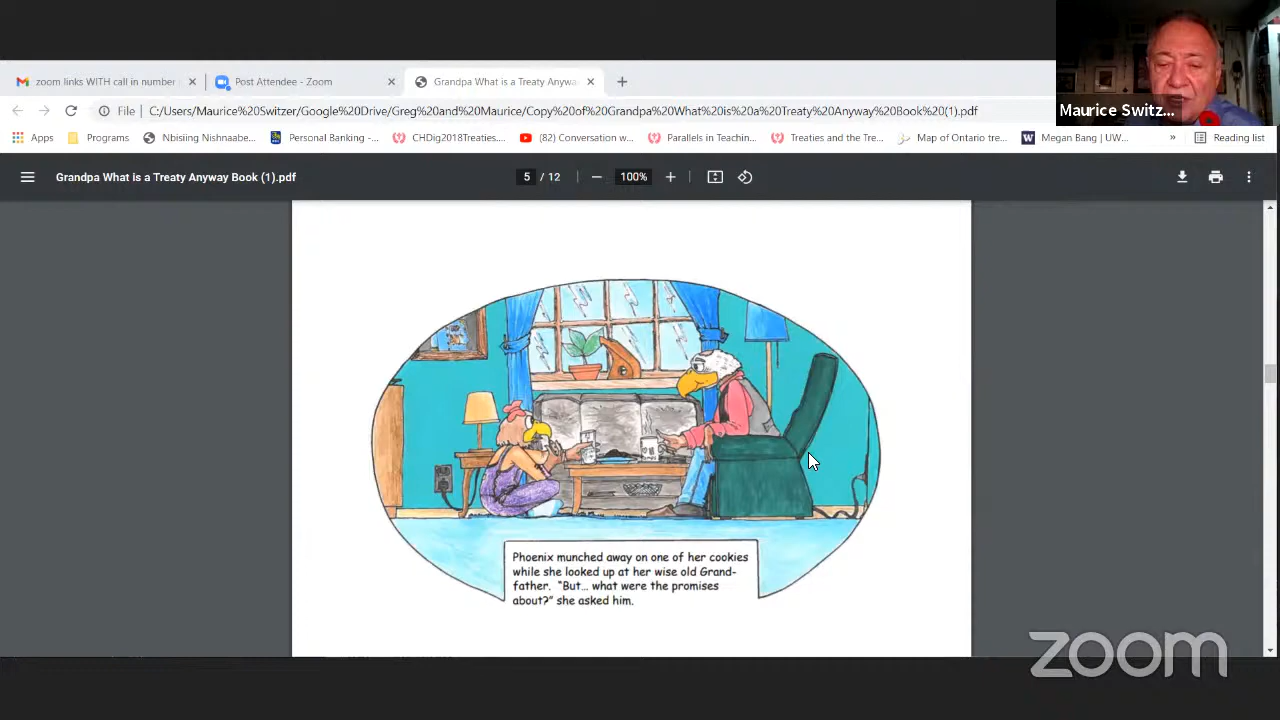 Maurice Switz...
zoom links WITH call in number
Post Attendee - Zoom
Grandpa What is a Treaty Anywa
File
C:/Users/Maurice%20Switzer/Google%20Drive/Greg%20and%20Maurice/Copy%20of%20Grandpa%20What%20is%20a%20Treaty%20Anyway%20Book%20(1).pdf
Apps
Programs
Nbisiing Nishnaabe...
Personal Banking -...
CHDig2018Treaties...
(82) Conversation w...
Parallels in Teachin...
Treaties and the Tre...
Map of Ontario tre...
Megan Bang | UW...
»
Reading list
Grandpa What is a Treaty Anyway Book (1).pdf
5 / 12
100%
Phoenix munched away on one of her cookies
while she looked up at her wise old Grand-
father. "But... what were the promises
about?" she asked him.
zoom